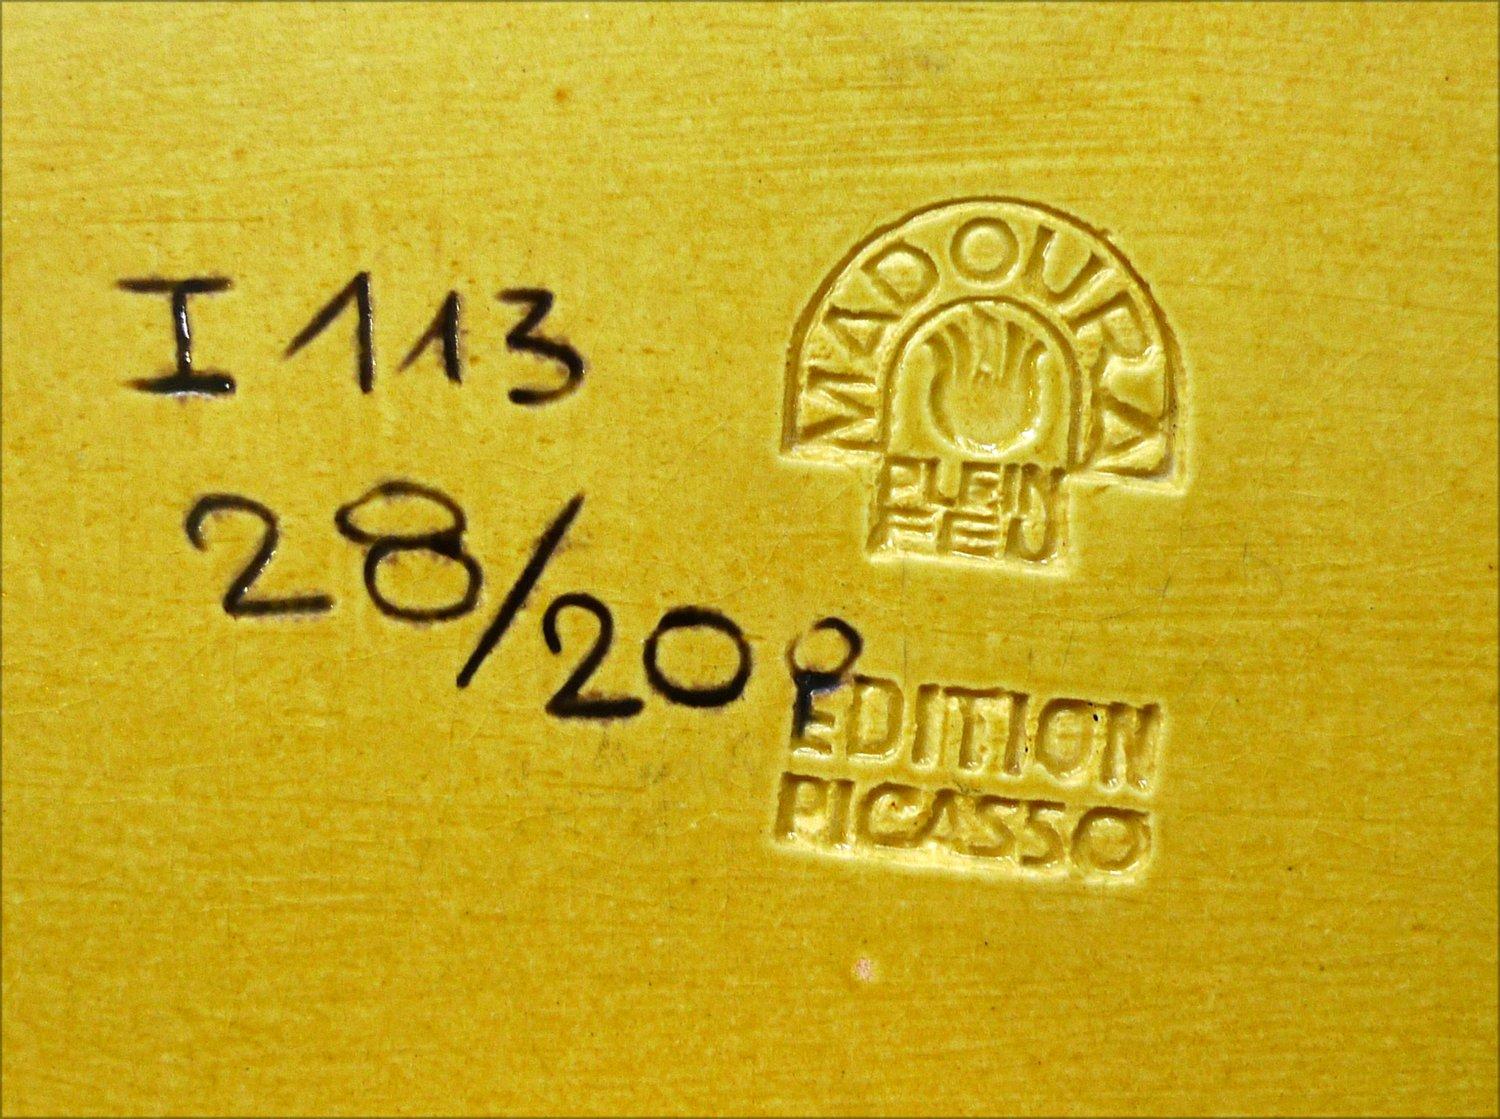 I 113
28/200
MADOURA
PLEIN
FEU
EDITION
PICASSO